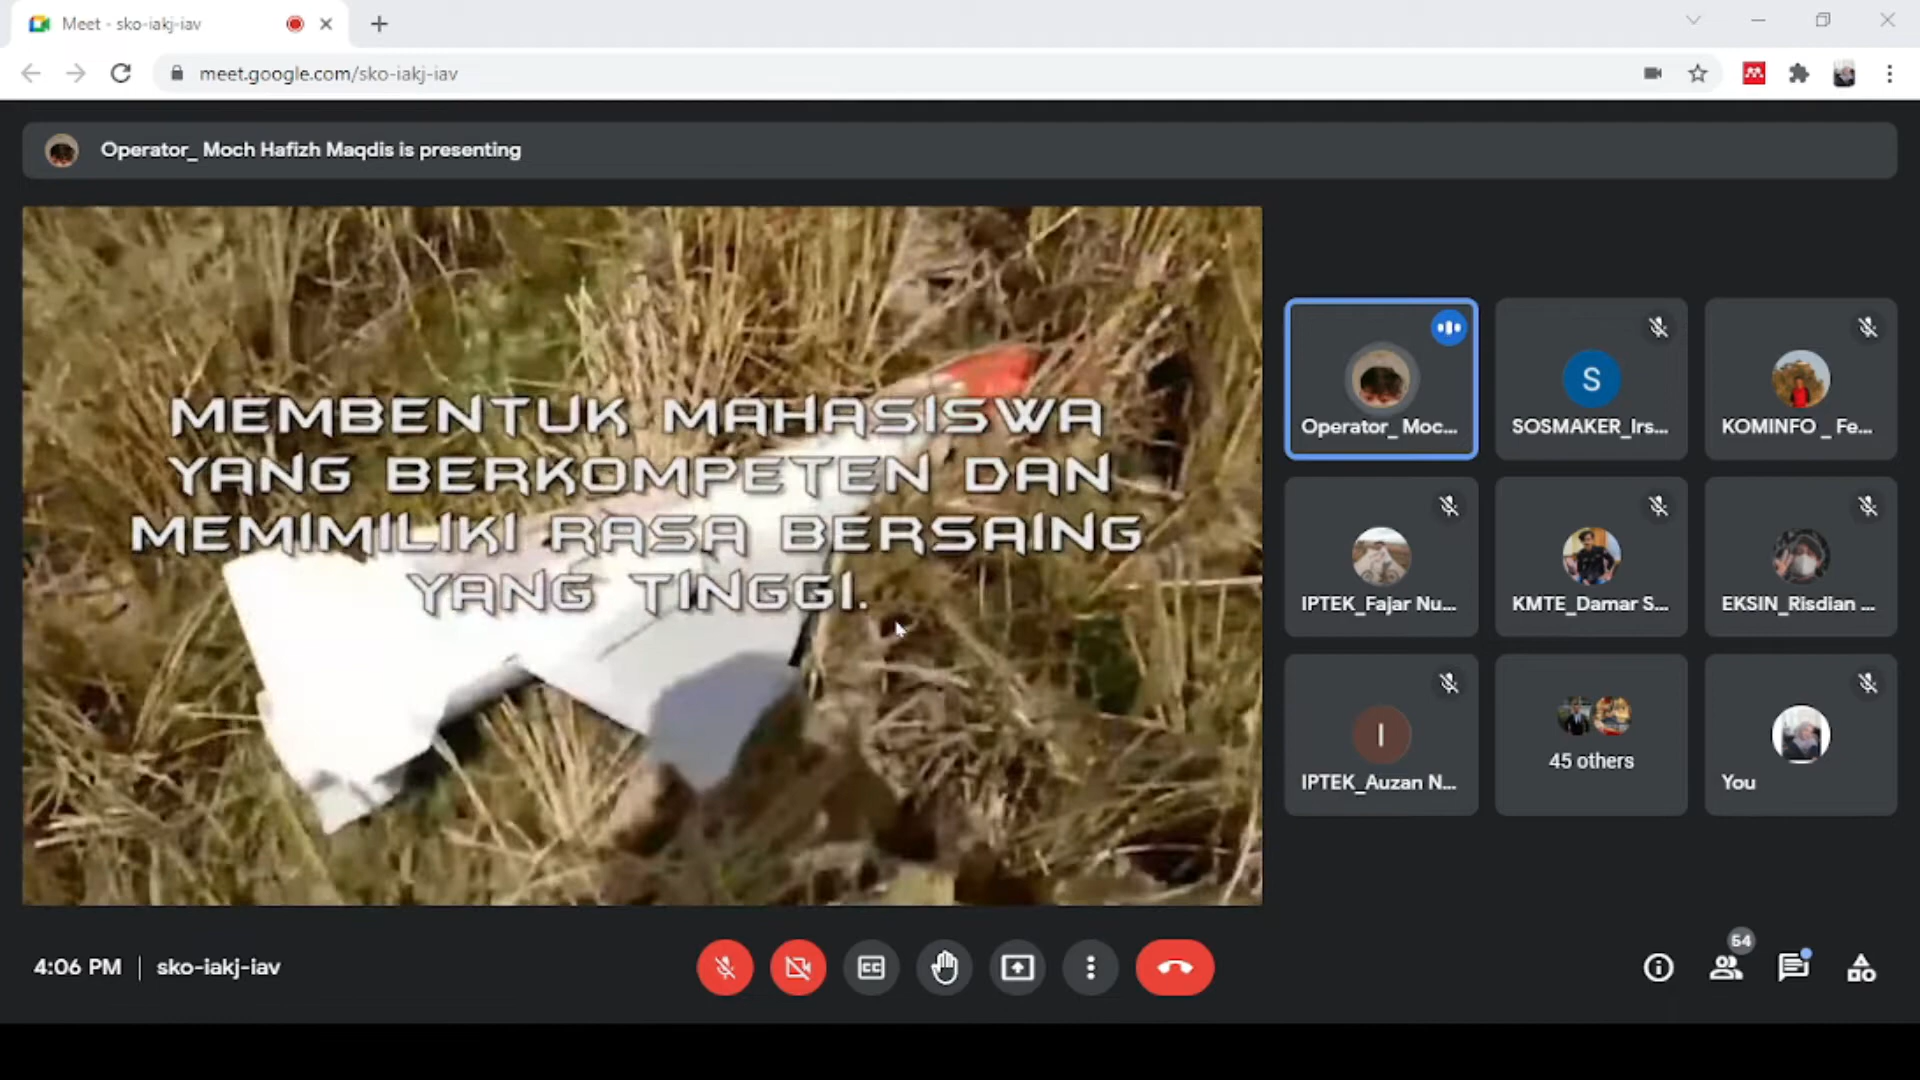 Meet - sko-iakj-iav
meet.google.com/sko-iakj-iav
Operator_ Moch Hafizh Maqdis is presenting
MEMBENTUK MAHASISWA
YANG BERKOMPETEN DAN
MEMIMILIKI RASA BERSAING
YANG TINGGI.
Operator_ Moc...
S
SOSMAKER_Irs...
KOMINFO _ Fe...
IPTEK_Fajar Nu...
KMTE_Damar S...
EKSIN_Risdian ...
I
IPTEK_Auzan N...
45 others
You
4:06 PM | sko-iakj-iav
CC
54